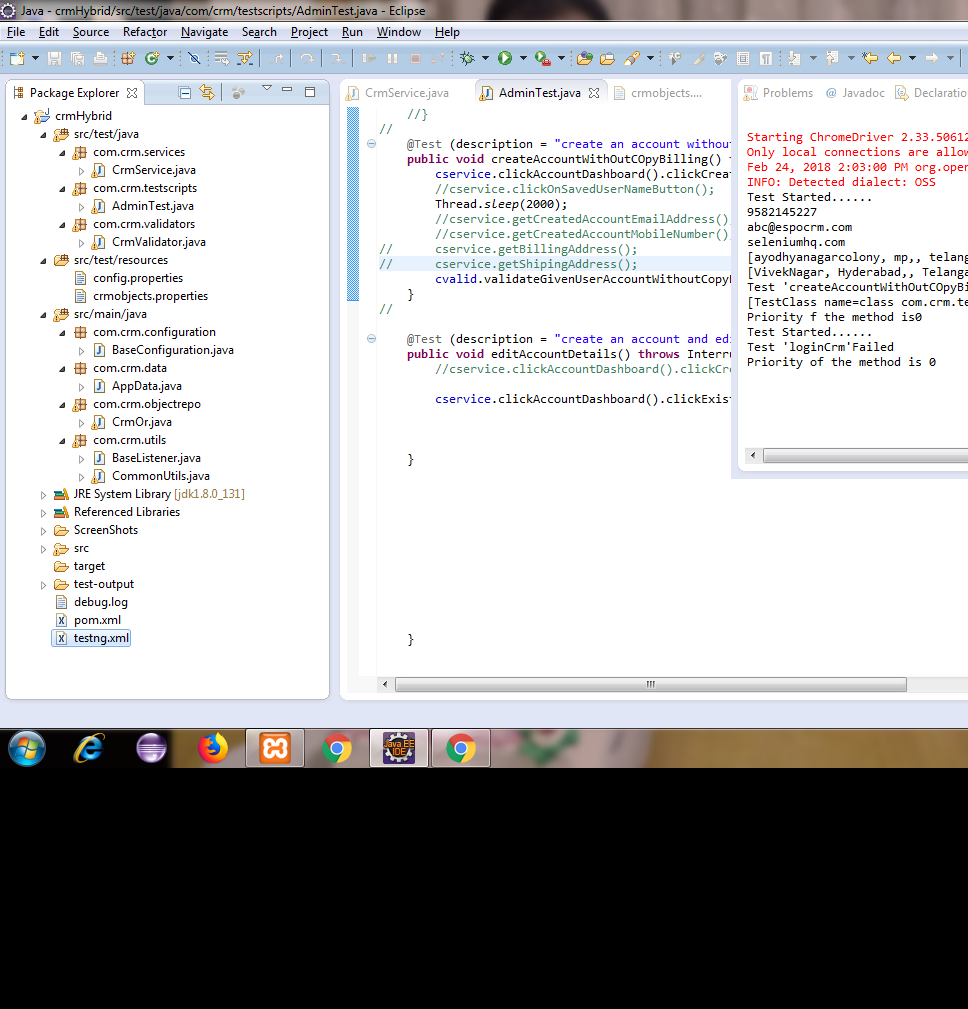 Java - crmHybrid/src/test/java/com/crm/testscripts/AdminTest.java - Eclipse
File Edit Source Refactor Navigate Search Project Run Window Help
Package Explorer
crmHybrid
src/test/java
com.crm.services
CrmService.java
com.crm.testscripts
AdminTest.java
com.crm.validators
CrmValidator.java
src/test/resources
config.properties
crmobjects.properties
src/main/java
com.crm.configuration
BaseConfiguration.java
com.crm.data
AppData.java
com.crm.objectrepo
CrmOr.java
com.crm.utils
BaseListener.java
CommonUtils.java
JRE System Library [jdk1.8.0_131]
Referenced Libraries
ScreenShots
src
target
test-output
debug.log
pom.xml
testng.xml
CrmService.java AdminTest.java crmobjects....
//}
//
@Test (description = "create an account withou
public void createAccountWithOutCOpyBilling()
cservice.clickAccountDashboard().clickCrea
//cservice.clickOnSavedUserNameButton();
Thread.sleep(2000);
//cservice.getCreatedAccountEmailAddress()
//cservice.getCreatedAccountMobileNumber()
// cservice.getBillingAddress();
// cservice.getShipingAddress();
cvalid.validateGivenUserAccountWithoutCopy
}
//
@Test (description = "create an account and ed
public void editAccountDetails() throws Interr
//cservice.clickAccountDashboard().clickCr
cservice.clickAccountDashboard().clickExis
}
}
Problems @ Javadoc Declaratio
Starting ChromeDriver 2.33.50612
Only local connections are allow
Feb 24, 2018 2:03:00 PM org.open
INFO: Detected dialect: OSS
Test Started......
9582145227
abc@espocrm.com
seleniumhq.com
[ayodhyanagarcolony, mp,, telang
[VivekNagar, Hyderabad,, Telanga
Test 'createAccountWithOutCOpyBi
[TestClass name=class com.crm.te
Priority f the method is0
Test Started......
Test 'loginCrm'Failed
Priority of the method is 0
Java EE
IDE